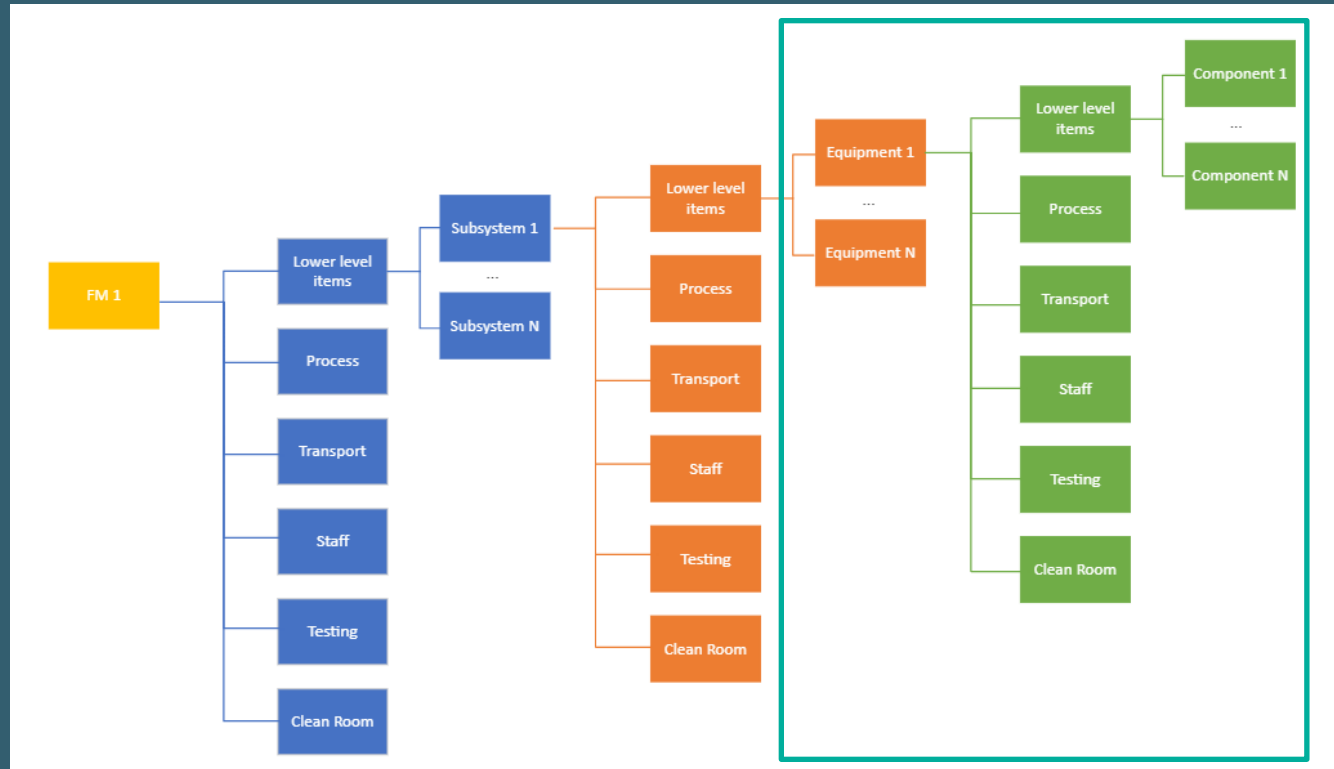 FM 1
Lower level
items
Process
Transport
Staff
Testing
Clean Room
Subsystem 1
...
Subsystem N
Lower level
items
Process
Transport
Staff
Testing
Clean Room
Equipment 1
...
Equipment N
Lower level
items
Process
Transport
Staff
Testing
Clean Room
Component 1
...
Component N